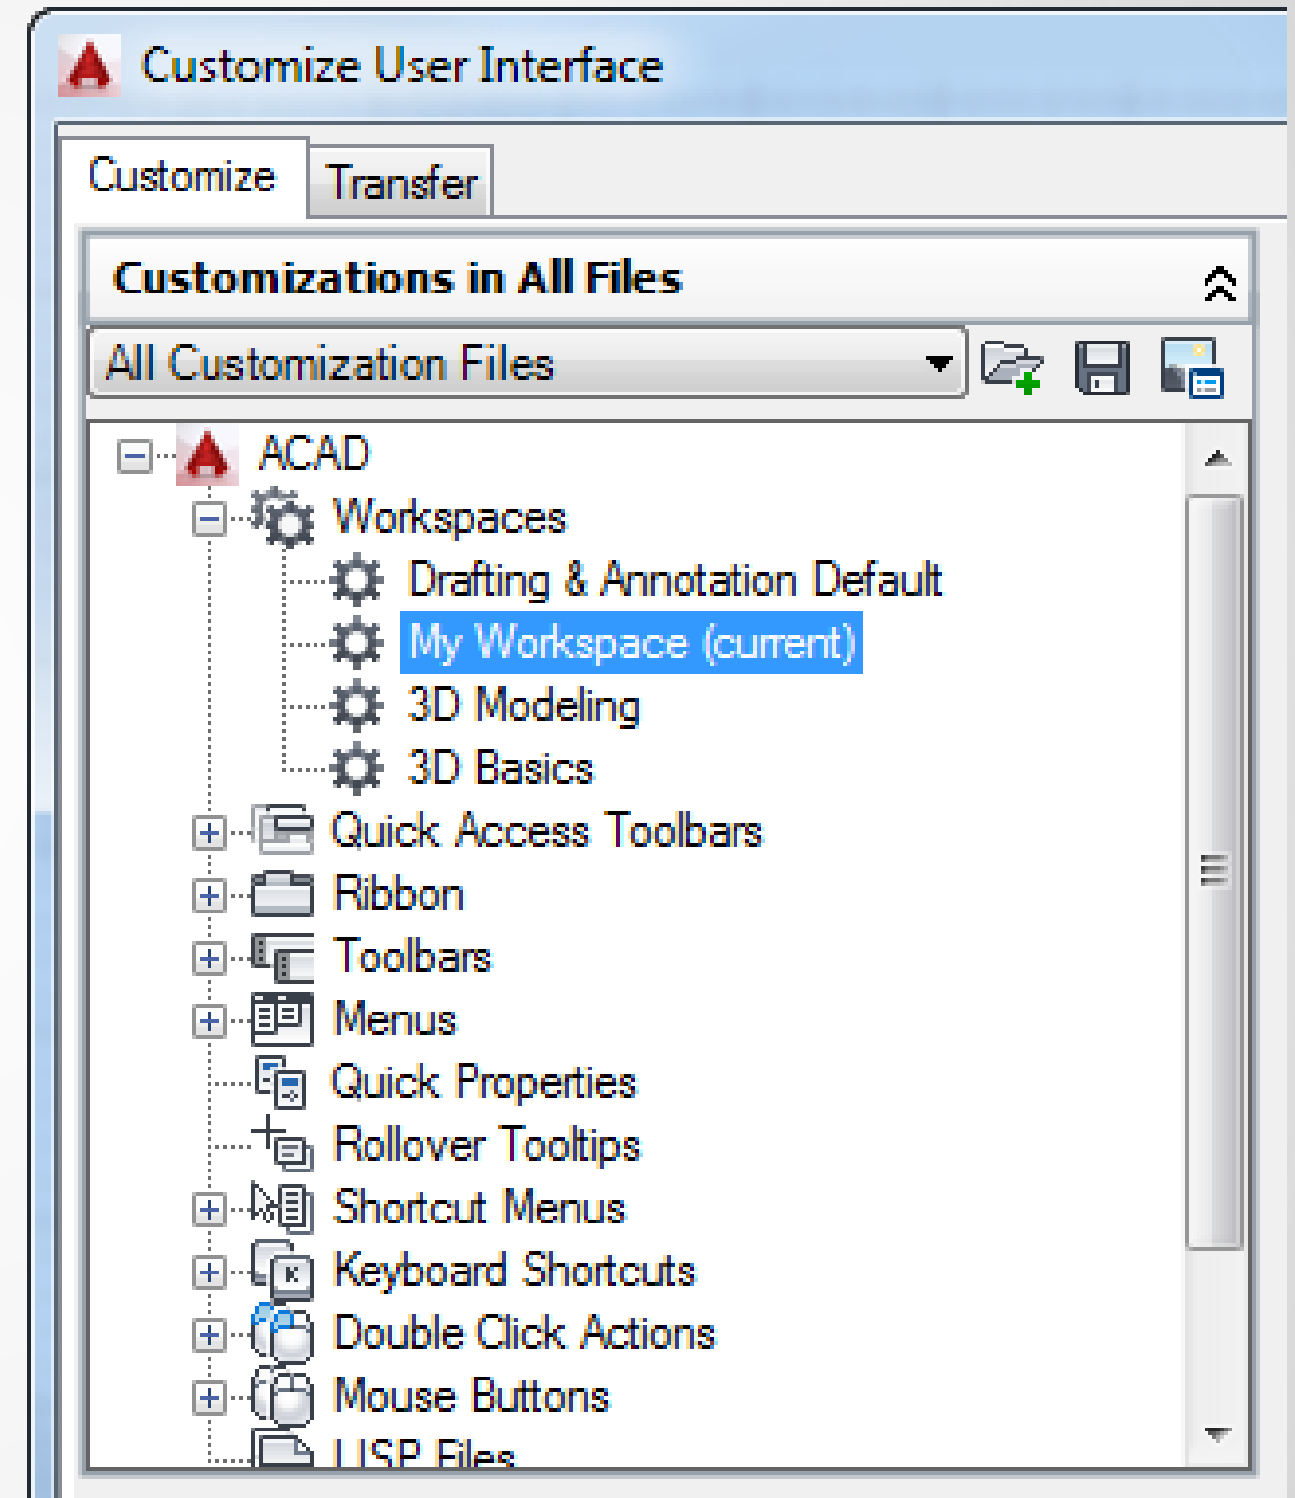 Customize User Interface
Customize
Transfer
Customizations in All Files
All Customization Files
ACAD
Workspaces
Drafting & Annotation Default
My Workspace (current)
3D Modeling
3D Basics
Quick Access Toolbars
Ribbon
Toolbars
Menus
Quick Properties
Rollover Tooltips
Shortcut Menus
Keyboard Shortcuts
Double Click Actions
Mouse Buttons
LISP Files